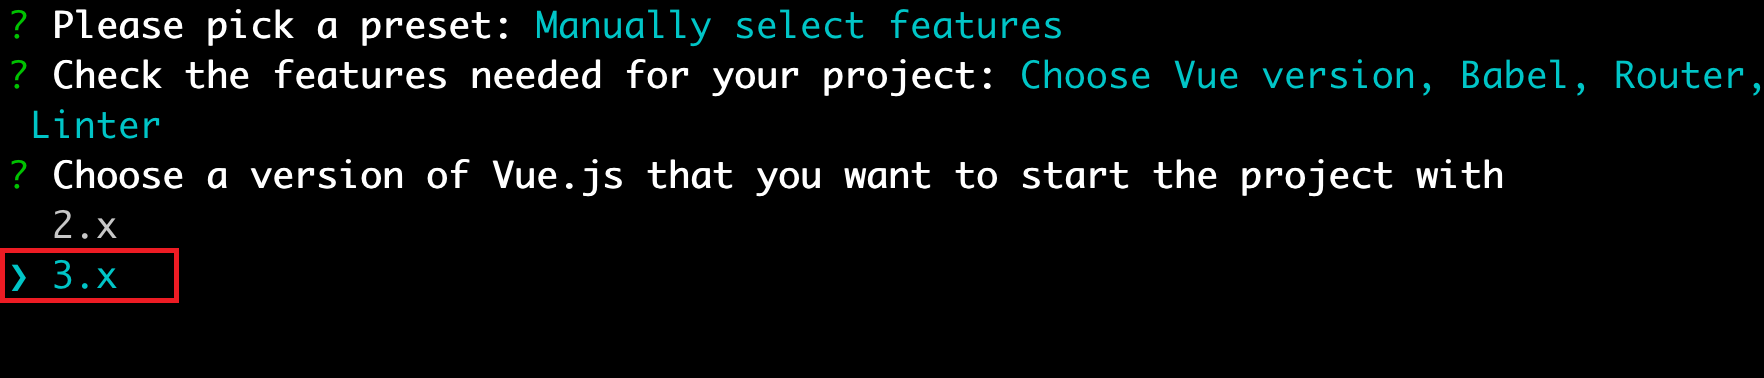 ? Please pick a preset: Manually select features
? Check the features needed for your project: Choose Vue version, Babel, Router,
Linter
? Choose a version of Vue.js that you want to start the project with
2.x
❯ 3.x